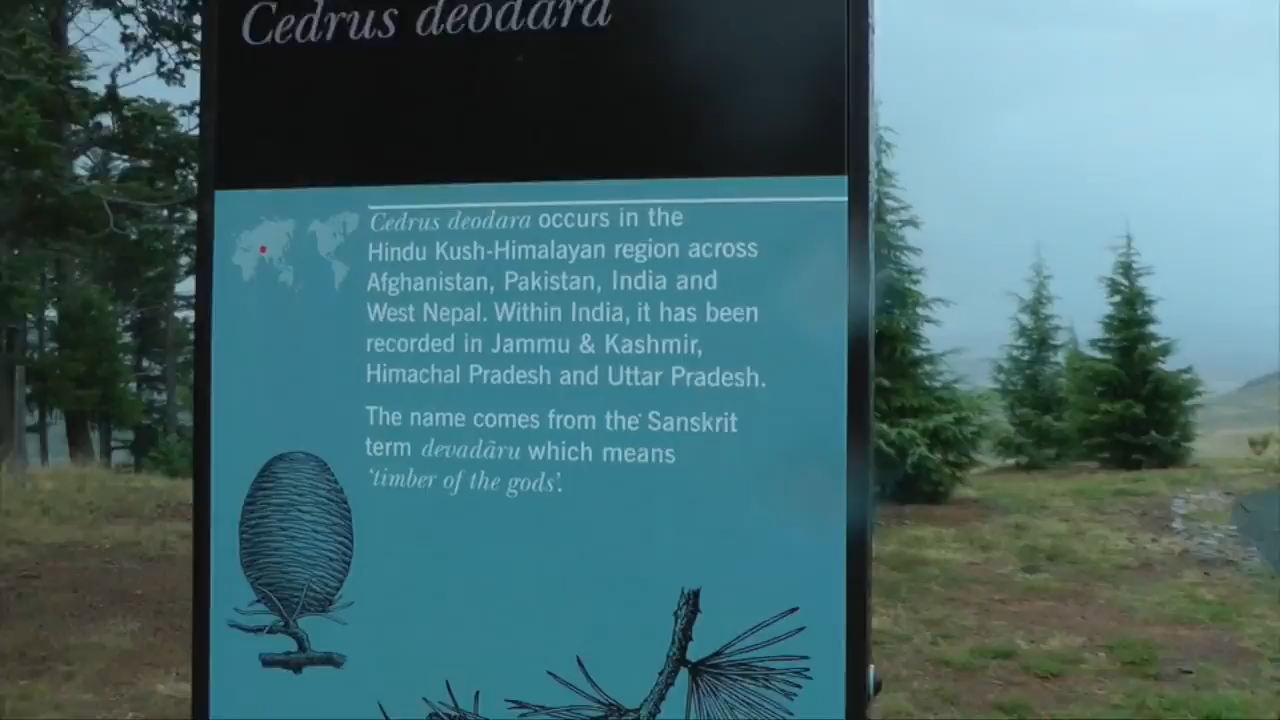 Cedrus deodara
Cedrus deodara occurs in the
Hindu Kush-Himalayan region across
Afghanistan, Pakistan, India and
West Nepal. Within India, it has been
recorded in Jammu & Kashmir,
Himachal Pradesh and Uttar Pradesh.
The name comes from the Sanskrit
term devadāru which means
‘timber of the gods’.